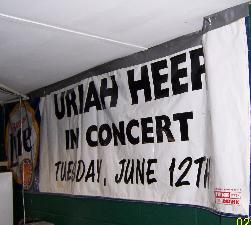 URIAH HEEP
IN CONCERT
TUESDAY, JUNE 12TH